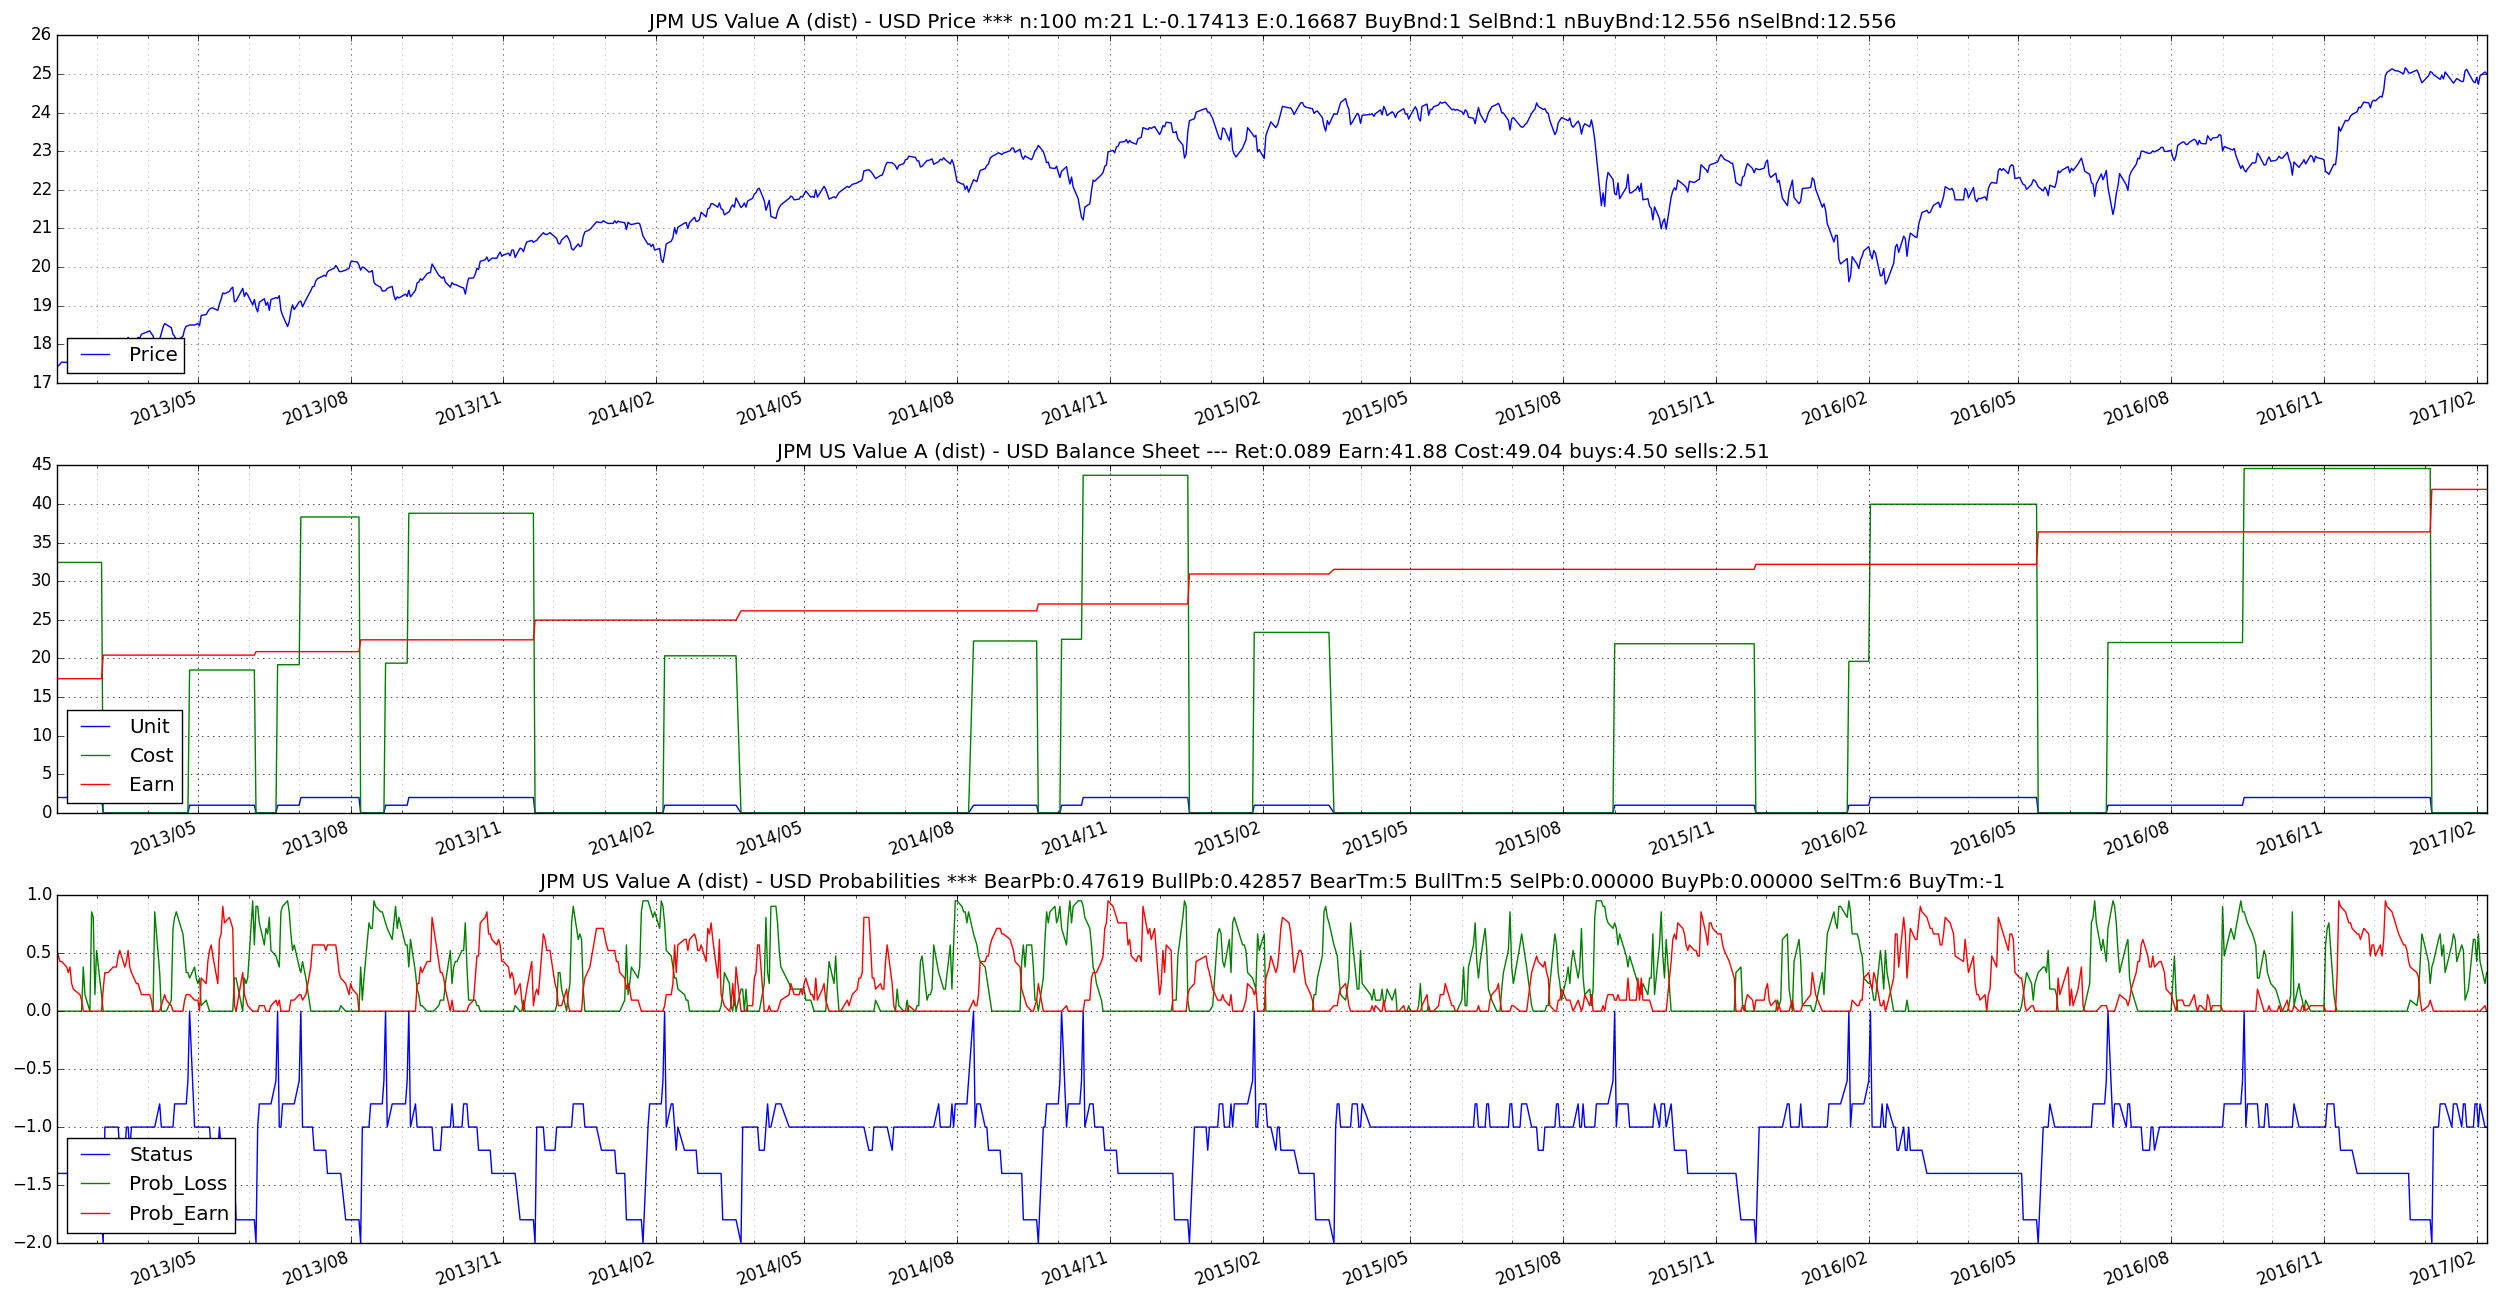 JPM US Value A (dist) - USD Price *** n:100 m:21 L:-0.17413 E:0.16687 BuyBnd:1 SelBnd:1 nBuyBnd:12.556 nSelBnd:12.556
26
25
24
23
22
21
20
19
18
17
Price
2013/05 2013/08 2013/11 2014/02 2014/05 2014/08 2014/11 2015/02 2015/05 2015/08 2015/11 2016/02 2016/05 2016/08 2016/11 2017/02
JPM US Value A (dist) - USD Balance Sheet --- Ret:0.089 Earn:41.88 Cost:49.04 buys:4.50 sells:2.51
45
40
35
30
25
20
15
10
5
0
Unit
Cost
Earn
2013/05 2013/08 2013/11 2014/02 2014/05 2014/08 2014/11 2015/02 2015/05 2015/08 2015/11 2016/02 2016/05 2016/08 2016/11 2017/02
JPM US Value A (dist) - USD Probabilities *** BearPb:0.47619 BullPb:0.42857 BearTm:5 BullTm:5 SelPb:0.00000 BuyPb:0.00000 SelTm:6 BuyTm:-1
1.0
0.5
0.0
−0.5
−1.0
−1.5
−2.0
Status
Prob_Loss
Prob_Earn
2013/05 2013/08 2013/11 2014/02 2014/05 2014/08 2014/11 2015/02 2015/05 2015/08 2015/11 2016/02 2016/05 2016/08 2016/11 2017/02